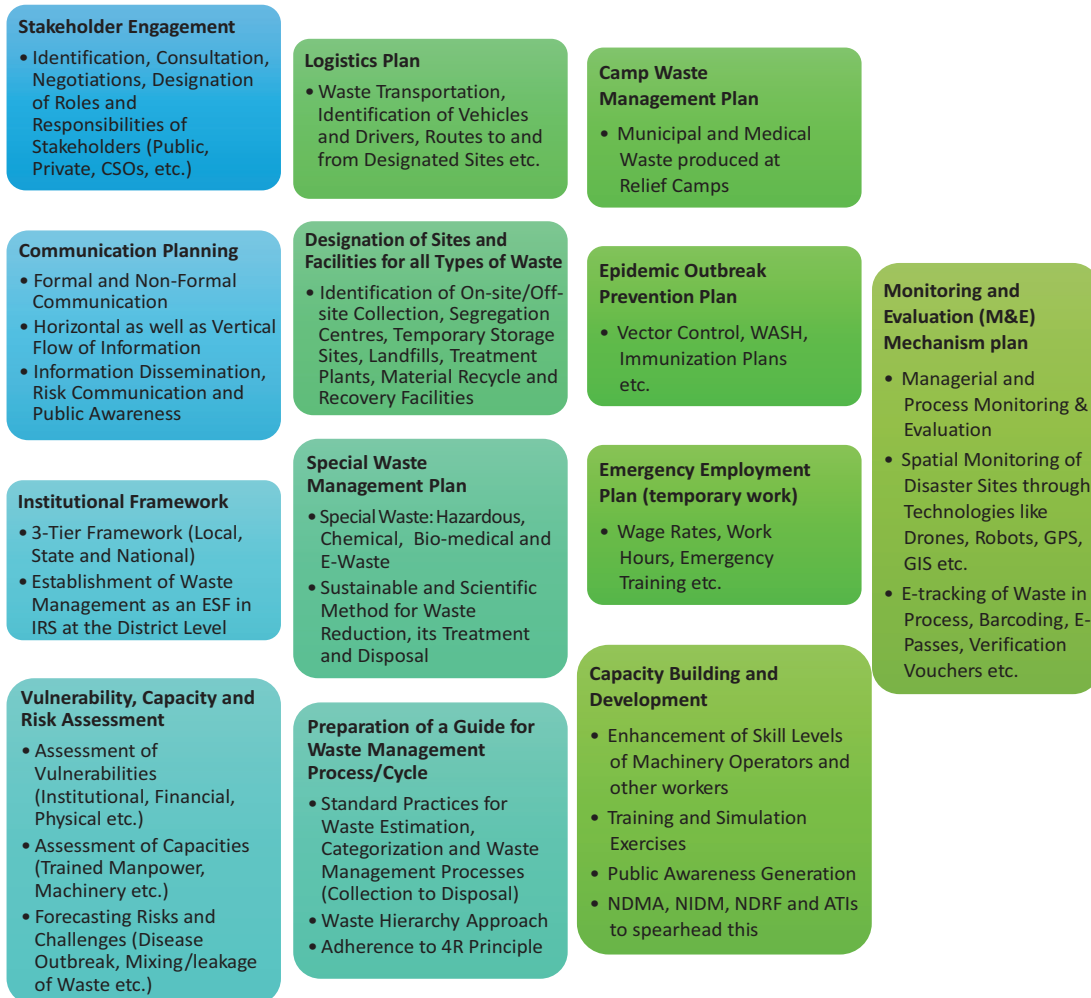 Stakeholder Engagement
• Identification, Consultation,
Negotiations, Designation
of Roles and
Responsibilities of
Stakeholders (Public,
Private, CSOs, etc.)
Communication Planning
• Formal and Non-Formal
Communication
• Horizontal as well as Vertical
Flow of Information
• Information Dissemination,
Risk Communication and
Public Awareness
Institutional Framework
• 3-Tier Framework (Local,
State and National)
• Establishment of Waste
Management as an ESF in
IRS at the District Level
Vulnerability, Capacity and
Risk Assessment
• Assessment of
Vulnerabilities
(Institutional, Financial,
Physical etc.)
• Assessment of Capacities
(Trained Manpower,
Machinery etc.)
• Forecasting Risks and
Challenges (Disease
Outbreak, Mixing/leakage
of Waste etc.)
Logistics Plan
• Waste Transportation,
Identification of Vehicles
and Drivers, Routes to and
from Designated Sites etc.
Designation of Sites and
Facilities for all Types of Waste
• Identification of On-site/Off-
site Collection, Segregation
Centres, Temporary Storage
Sites, Landfills, Treatment
Plants, Material Recycle and
Recovery Facilities
Special Waste
Management Plan
• Special Waste: Hazardous,
Chemical, Bio-medical and
E-Waste
• Sustainable and Scientific
Method for Waste
Reduction, its Treatment
and Disposal
Preparation of a Guide for
Waste Management
Process/Cycle
• Standard Practices for
Waste Estimation,
Categorization and Waste
Management Processes
(Collection to Disposal)
• Waste Hierarchy Approach
• Adherence to 4R Principle
Camp Waste
Management Plan
• Municipal and Medical
Waste produced at
Relief Camps
Epidemic Outbreak
Prevention Plan
• Vector Control, WASH,
Immunization Plans
etc.
Emergency Employment
Plan (temporary work)
• Wage Rates, Work
Hours, Emergency
Training etc.
Capacity Building and
Development
• Enhancement of Skill Levels
of Machinery Operators and
other workers
• Training and Simulation
Exercises
• Public Awareness Generation
• NDMA, NIDM, NDRF and ATIs
to spearhead this
Monitoring and
Evaluation (M&E)
Mechanism plan
• Managerial and
Process Monitoring &
Evaluation
• Spatial Monitoring of
Disaster Sites through
Technologies like
Drones, Robots, GPS,
GIS etc.
• E-tracking of Waste in
Process, Barcoding, E-
Passes, Verification
Vouchers etc.